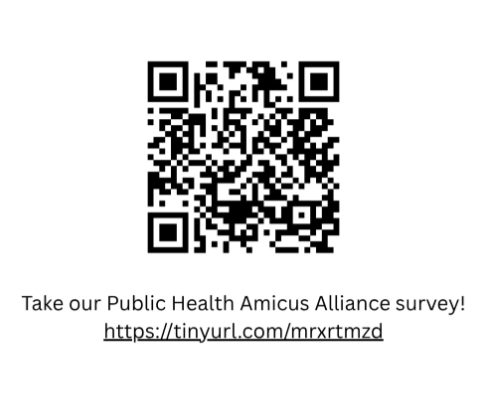 Take our Public Health Amicus Alliance survey!
https://tinyurl.com/mrxrtmzd